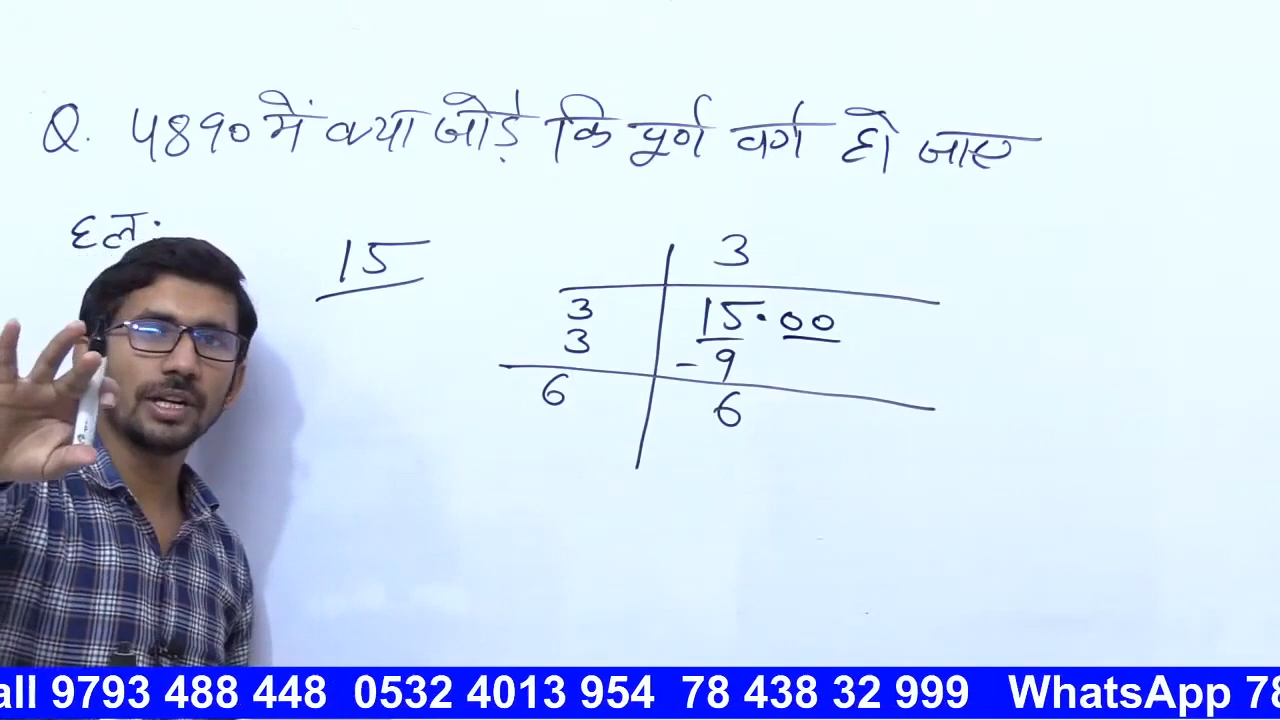 Q. 4890 में क्या जोड़े कि पूर्ण वर्ग हो जाए
हल:
15
3
3 15.00
3 -9
6 6
all 9793 488 448 0532 4013 954 78 438 32 999 WhatsApp 78